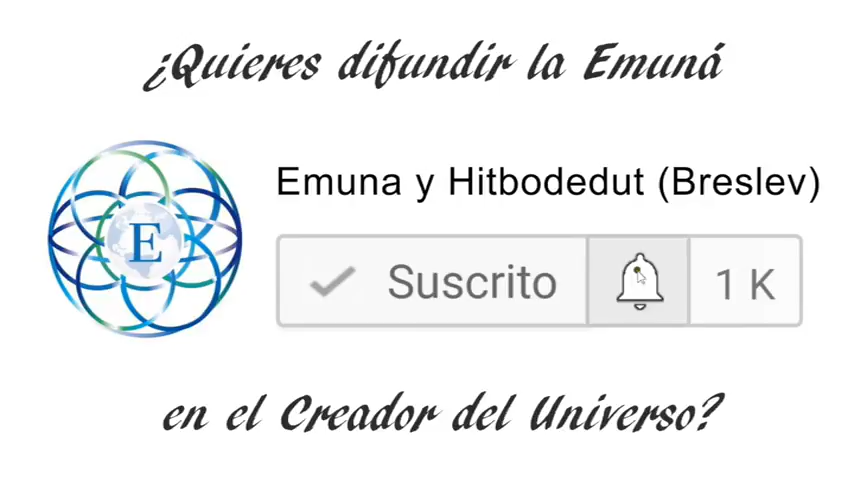 ¿Quieres difundir la Emuná
E
Emuna y Hitbodedut (Breslev)
Suscrito
1 K
en el Creador del Universo?